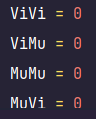 ViVi = 0
ViMu = 0
MuMu = 0
MuVi = 0